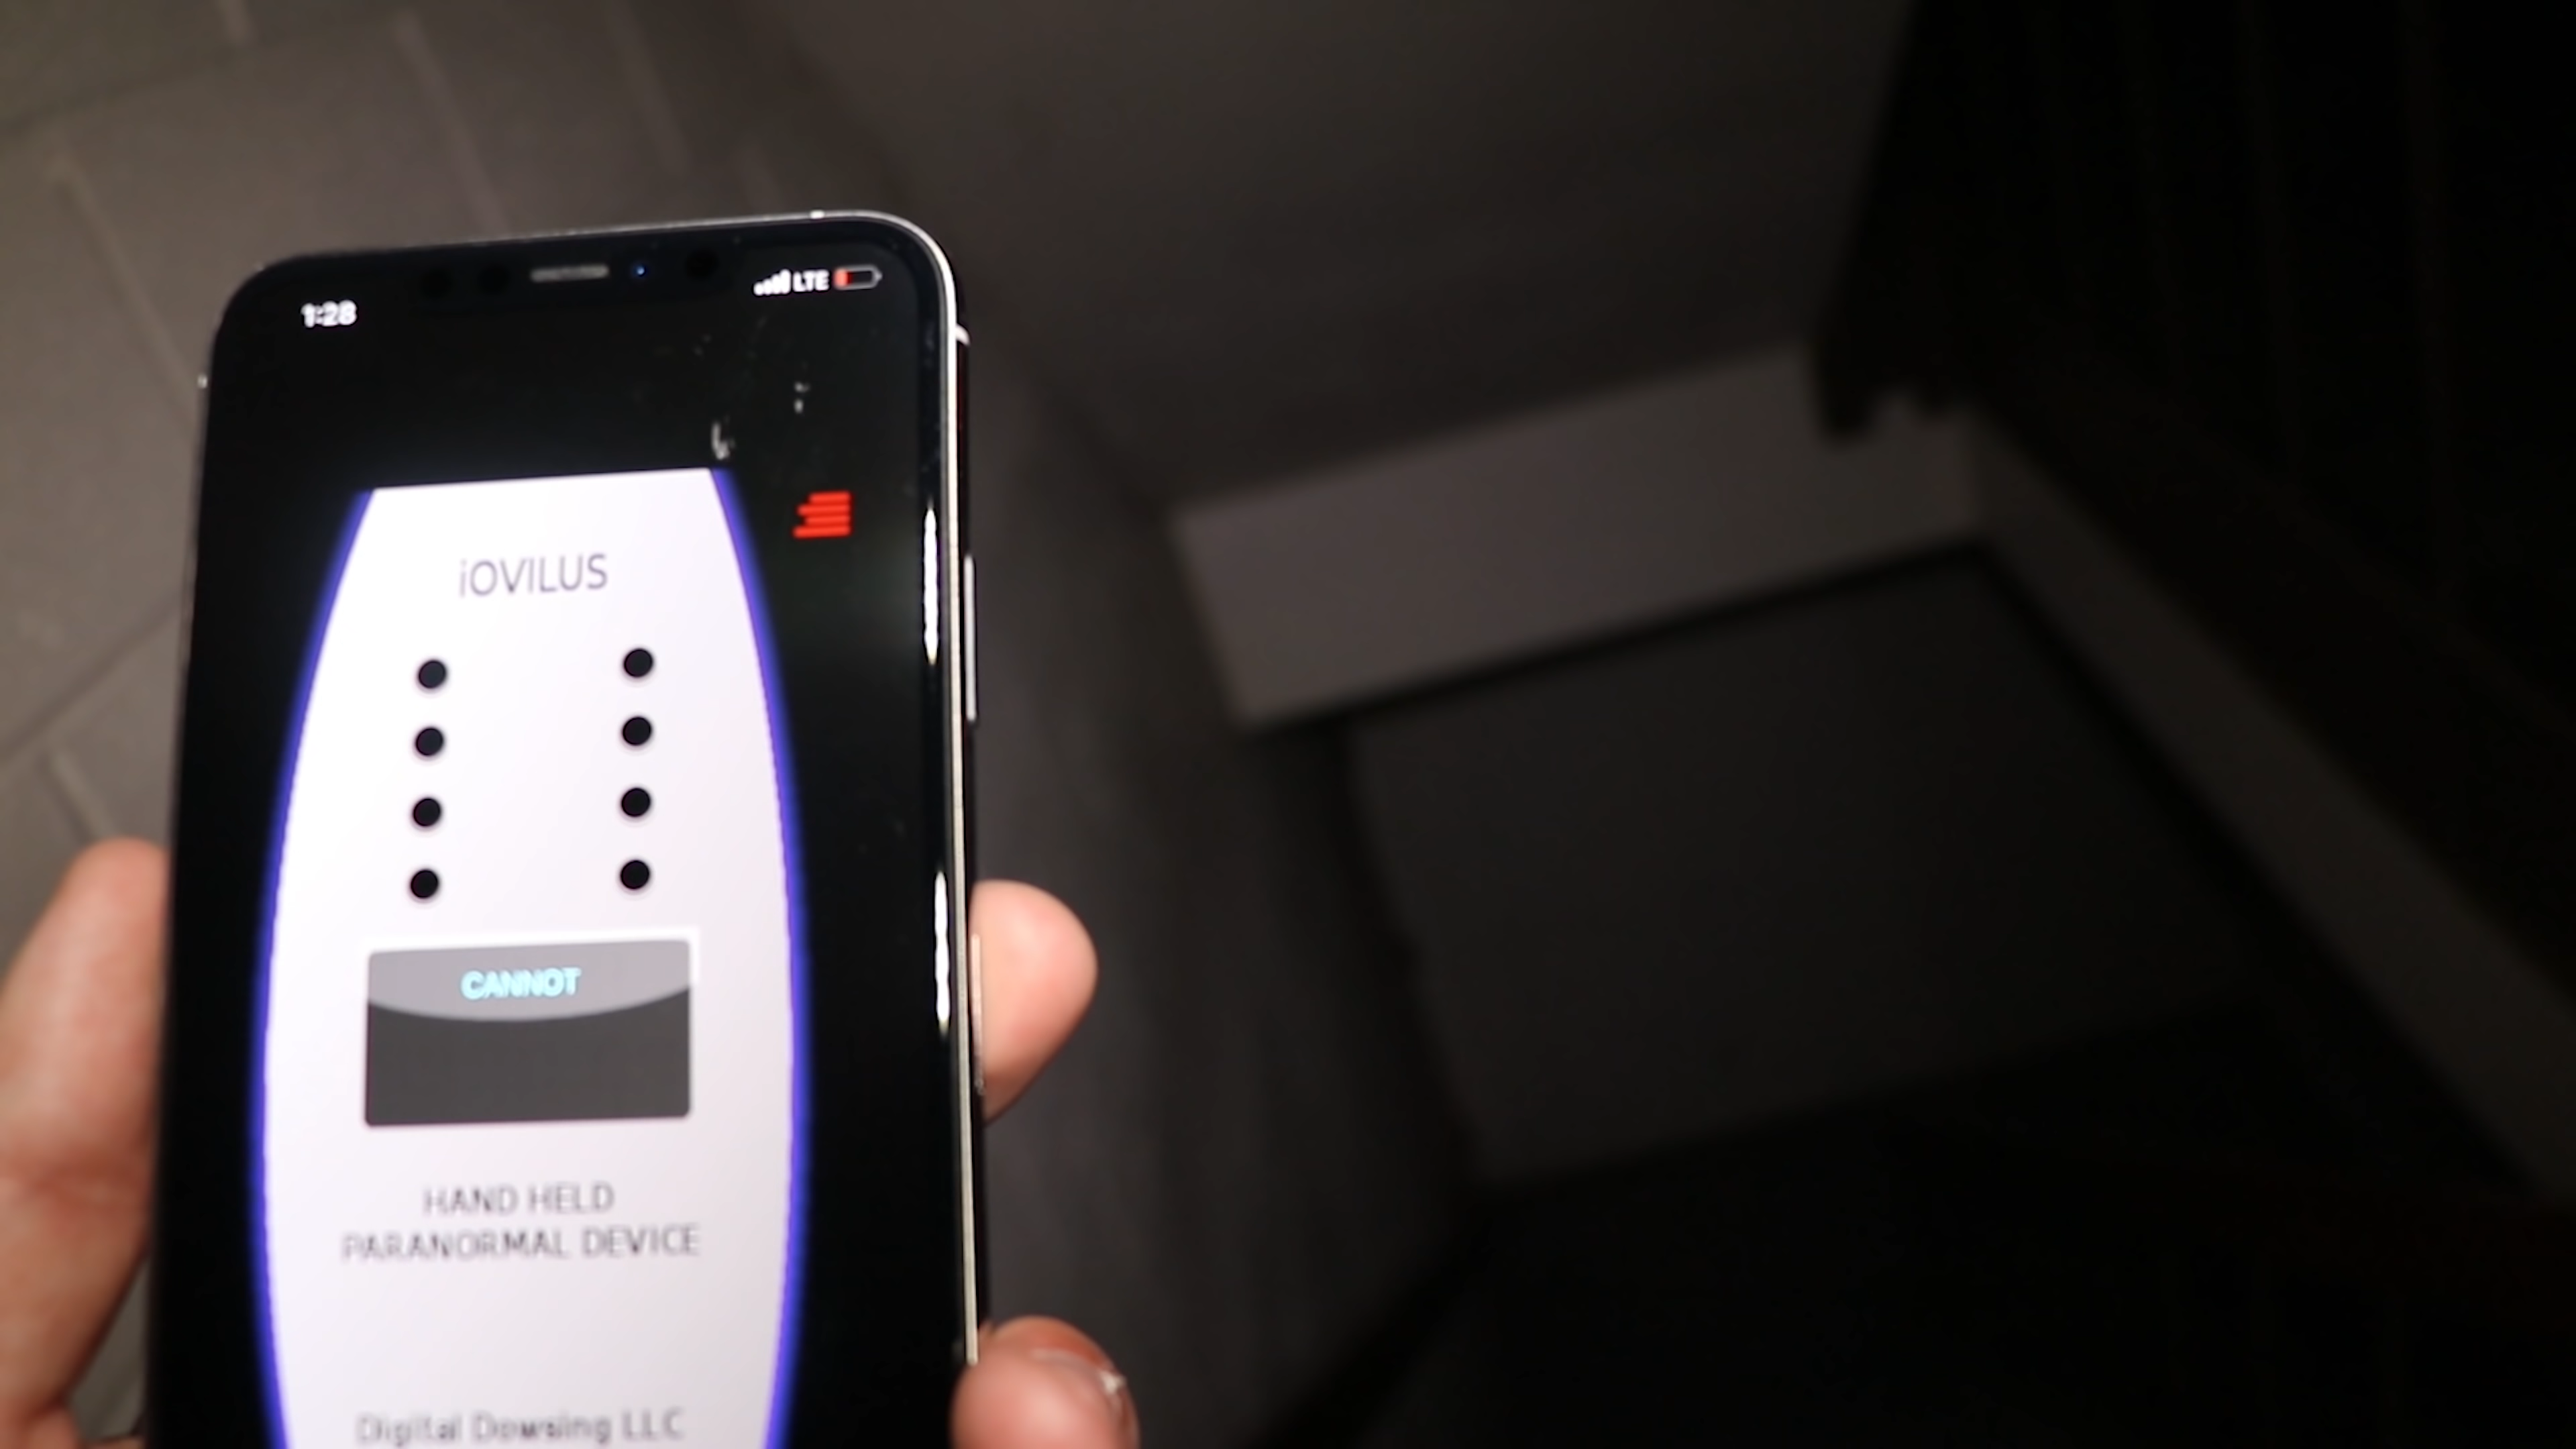 1:28
LTE
iOVILUS
CANNOT
HAND HELD
PARANORMAL DEVICE
Digital Dowsing LLC